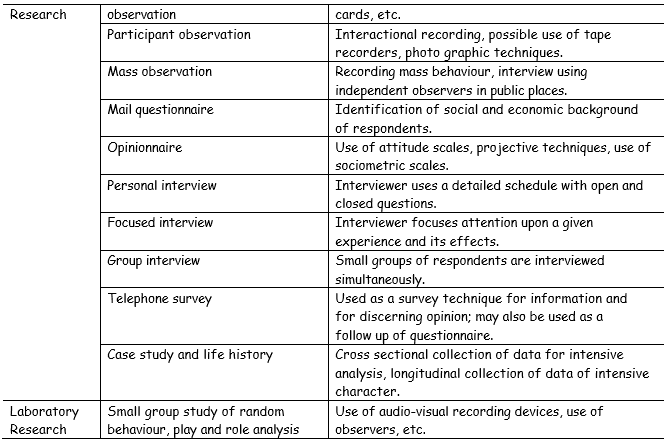 Research observation cards, etc.
Participant observation Interactional recording, possible use of tape
recorders, photo graphic techniques.
Mass observation Recording mass behaviour, interview using
independent observers in public places.
Mail questionnaire Identification of social and economic background
of respondents.
Opinionnaire Use of attitude scales, projective techniques, use of
sociometric scales.
Personal interview Interviewer uses a detailed schedule with open and
closed questions.
Focused interview Interviewer focuses attention upon a given
experience and its effects.
Group interview Small groups of respondents are interviewed
simultaneously.
Telephone survey Used as a survey technique for information and
for discerning opinion; may also be used as a
follow up of questionnaire.
Case study and life history Cross sectional collection of data for intensive
analysis, longitudinal collection of data of intensive
character.
Laboratory Small group study of random Use of audio-visual recording devices, use of
Research behaviour, play and role analysis observers, etc.